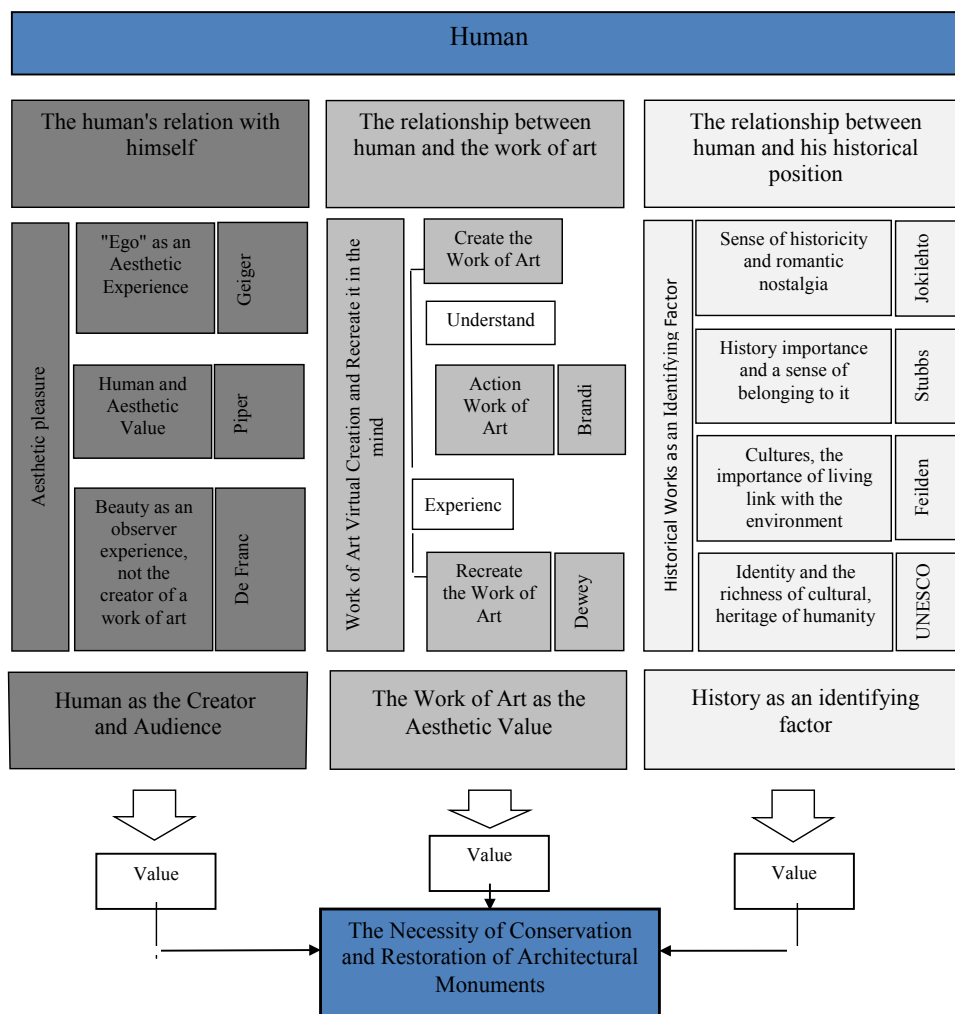 Human
The human's relation with
himself
The relationship between
human and the work of art
The relationship between
human and his historical
position
Aesthetic pleasure
"Ego" as an
Aesthetic
Experience
Geiger
Human and
Aesthetic
Value
Piper
Beauty as an
observer
experience,
not the
creator of a
work of art
De Franc
Work of Art Virtual Creation and Recreate it in the
mind
Create the
Work of Art
Understand
Action
Work of
Art
Brandi
Experienc
Recreate
the Work of
Art
Dewey
Historical Works as an Identifying Factor
Sense of historicity
and romantic
nostalgia
Jokilehto
History importance
and a sense of
belonging to it
Stubbs
Cultures, the
importance of living
link with the
environment
Feilden
Identity and the
richness of cultural,
heritage of humanity
UNESCO
Human as the Creator
and Audience
The Work of Art as the
Aesthetic Value
History as an identifying
factor
Value
Value
Value
The Necessity of Conservation
and Restoration of Architectural
Monuments